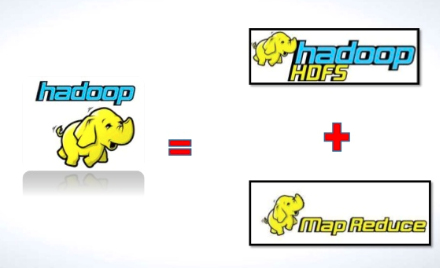 hadoop
=
hadoop
HDFS
+
Map Reduce